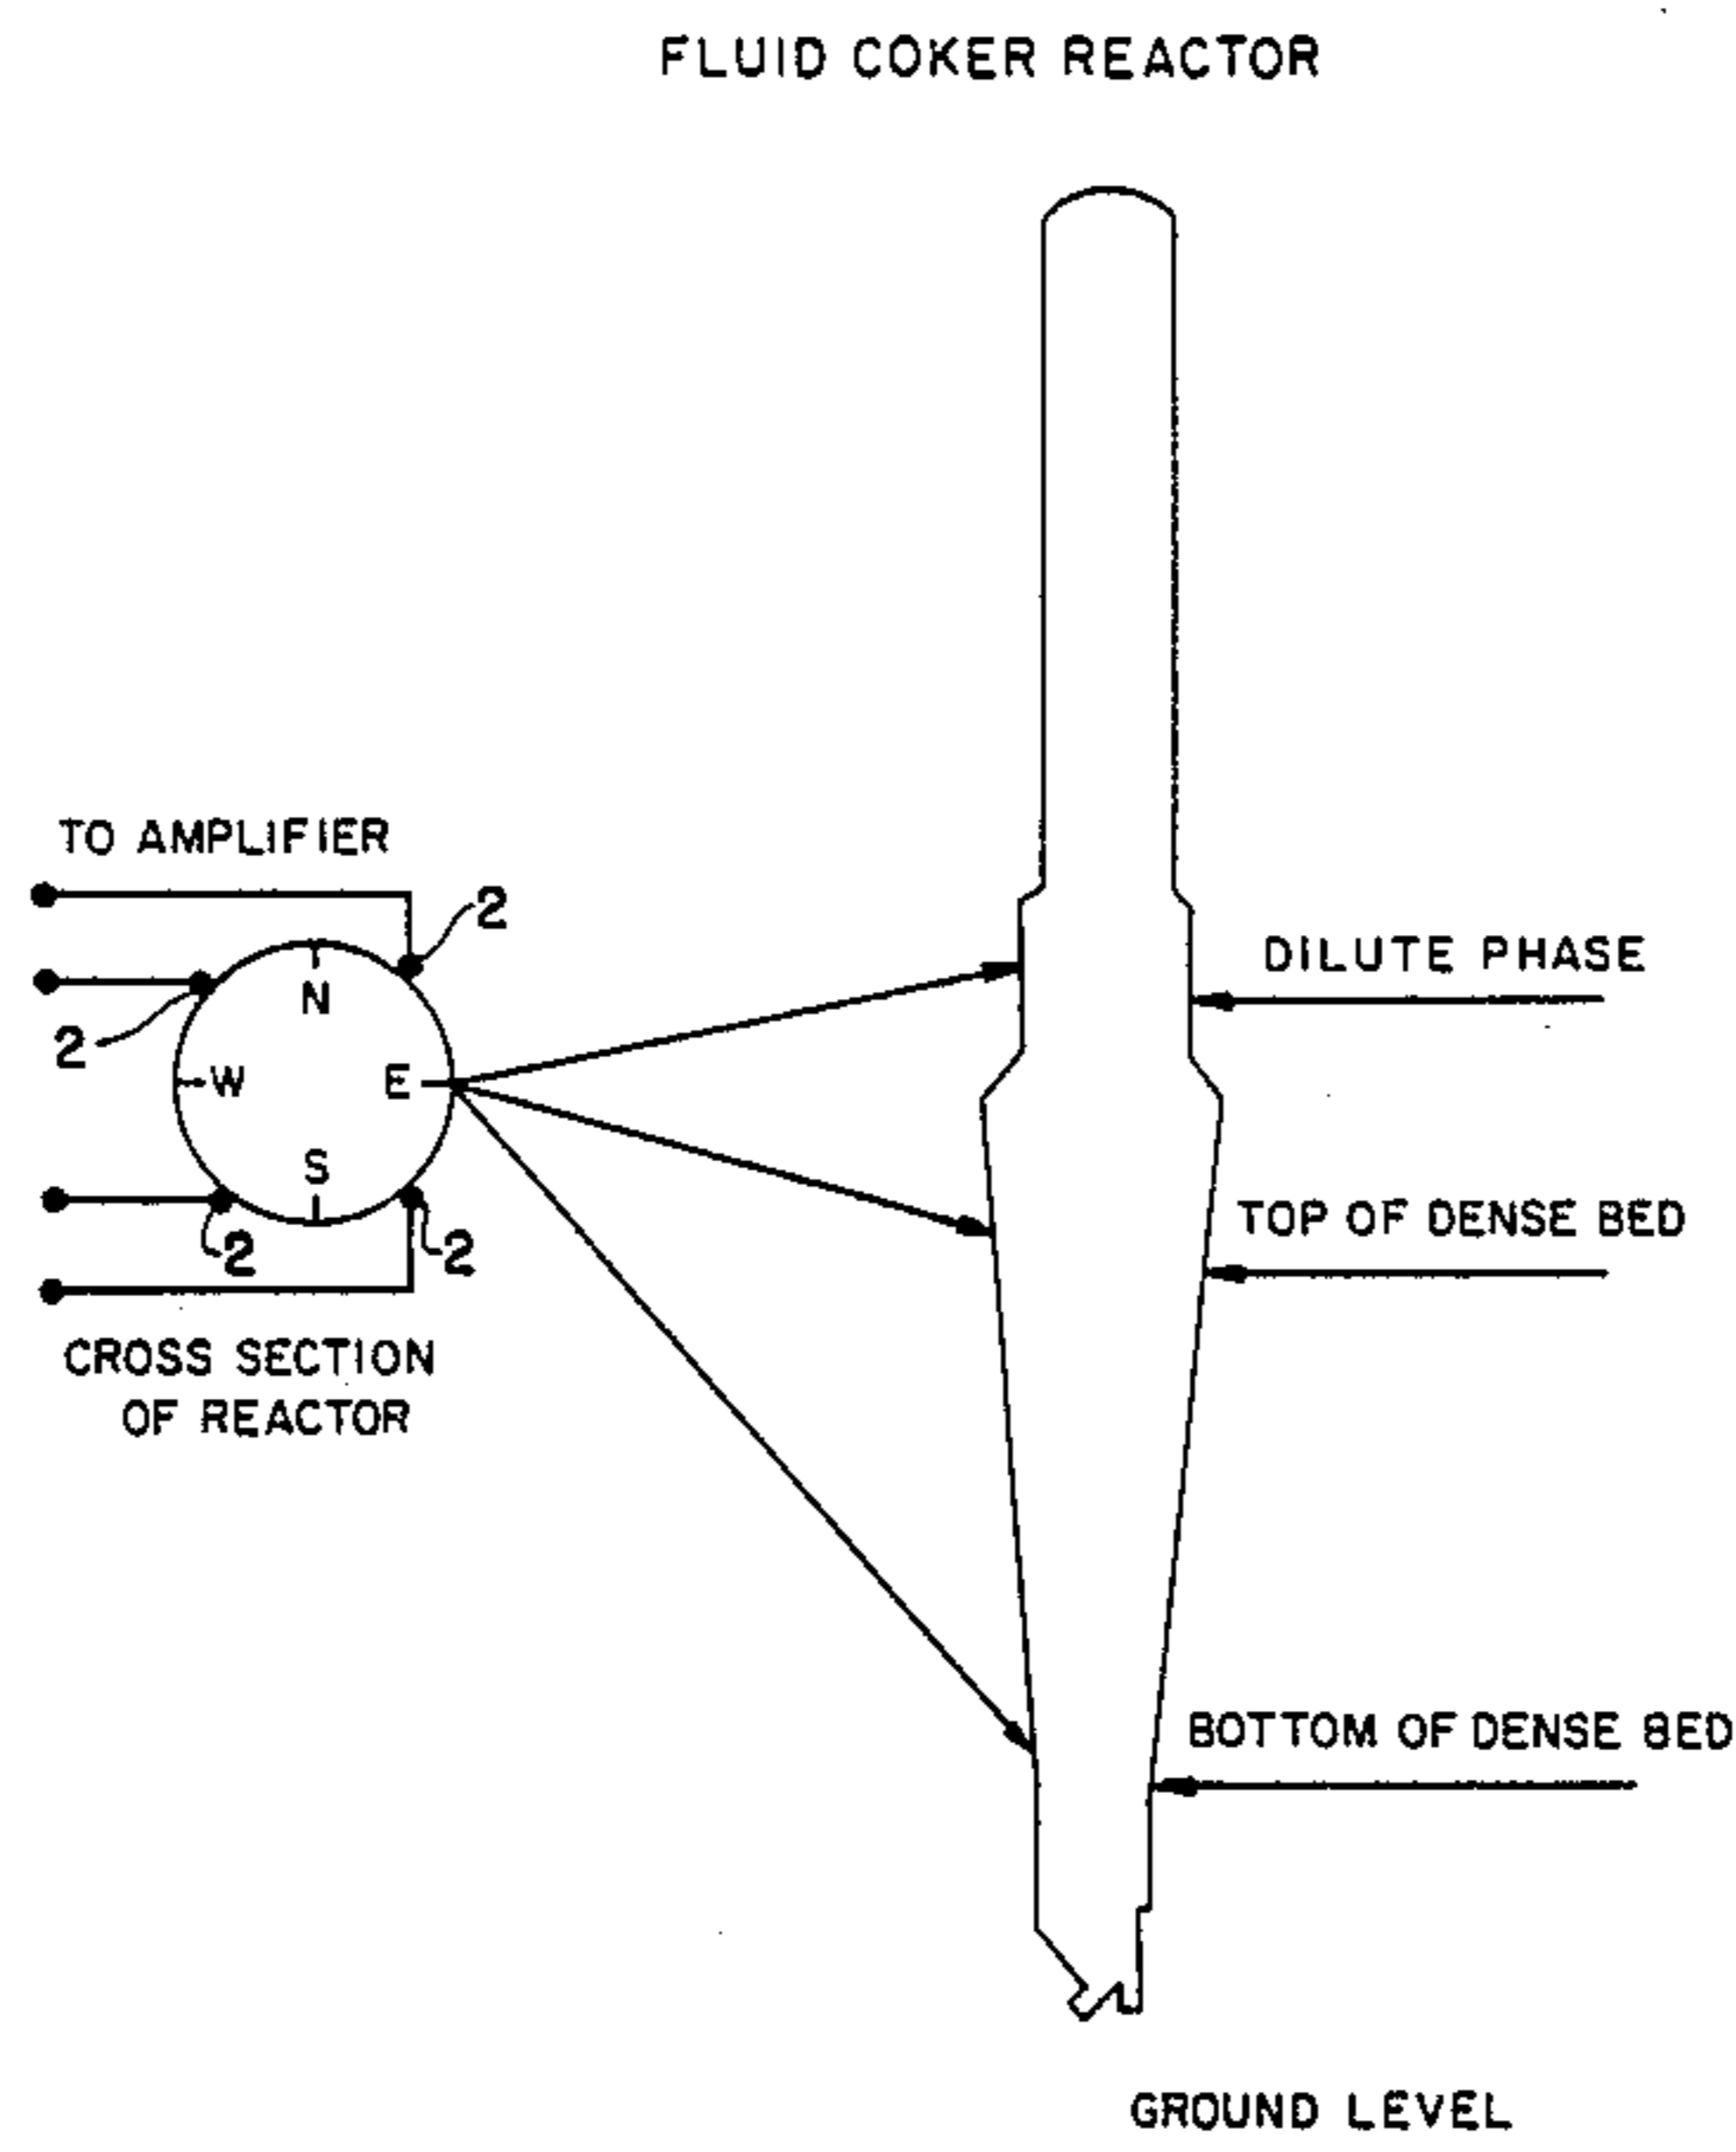 FLUID COKER REACTOR
TO AMPLIFIER
2
DILUTE PHASE
N
2
W
E
S
TOP OF DENSE BED
2
2
CROSS SECTION
OF REACTOR
BOTTOM OF DENSE BED
GROUND LEVEL